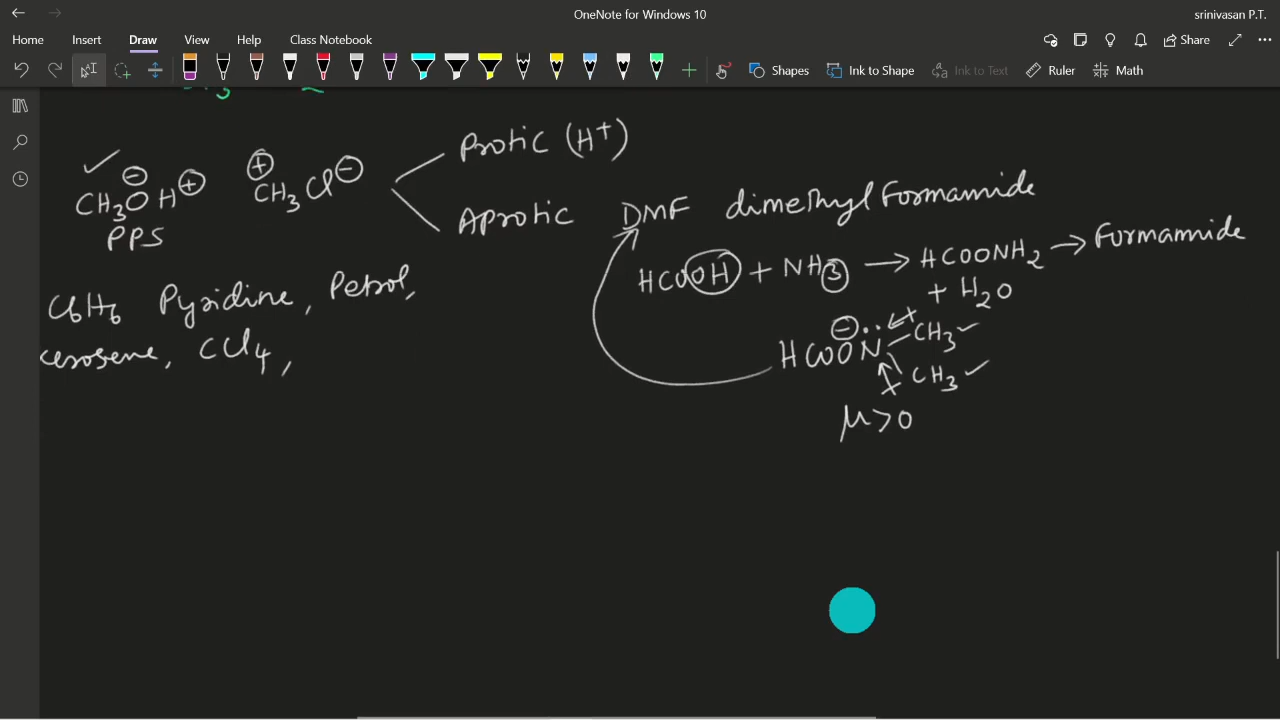 OneNote for Windows 10
srinivasan P.T.
Home Insert Draw View Help Class Notebook
Share
Shapes Ink to Shape Ink to Text Ruler Math
Protic (H⁺)
CH₃O⊖ H⊕ ⊕CH₃Cl⊖
PPS
Aprotic DMF dimethyl Formamide
HCOOH + NH₃ → HCOONH₂ → Formamide
+ H₂O
C₆H₆ Pyridine, Petrol,
kerosene, CCl₄,
⊖ ··
HCOON CH₃ ✓
CH₃ ✓
μ>0